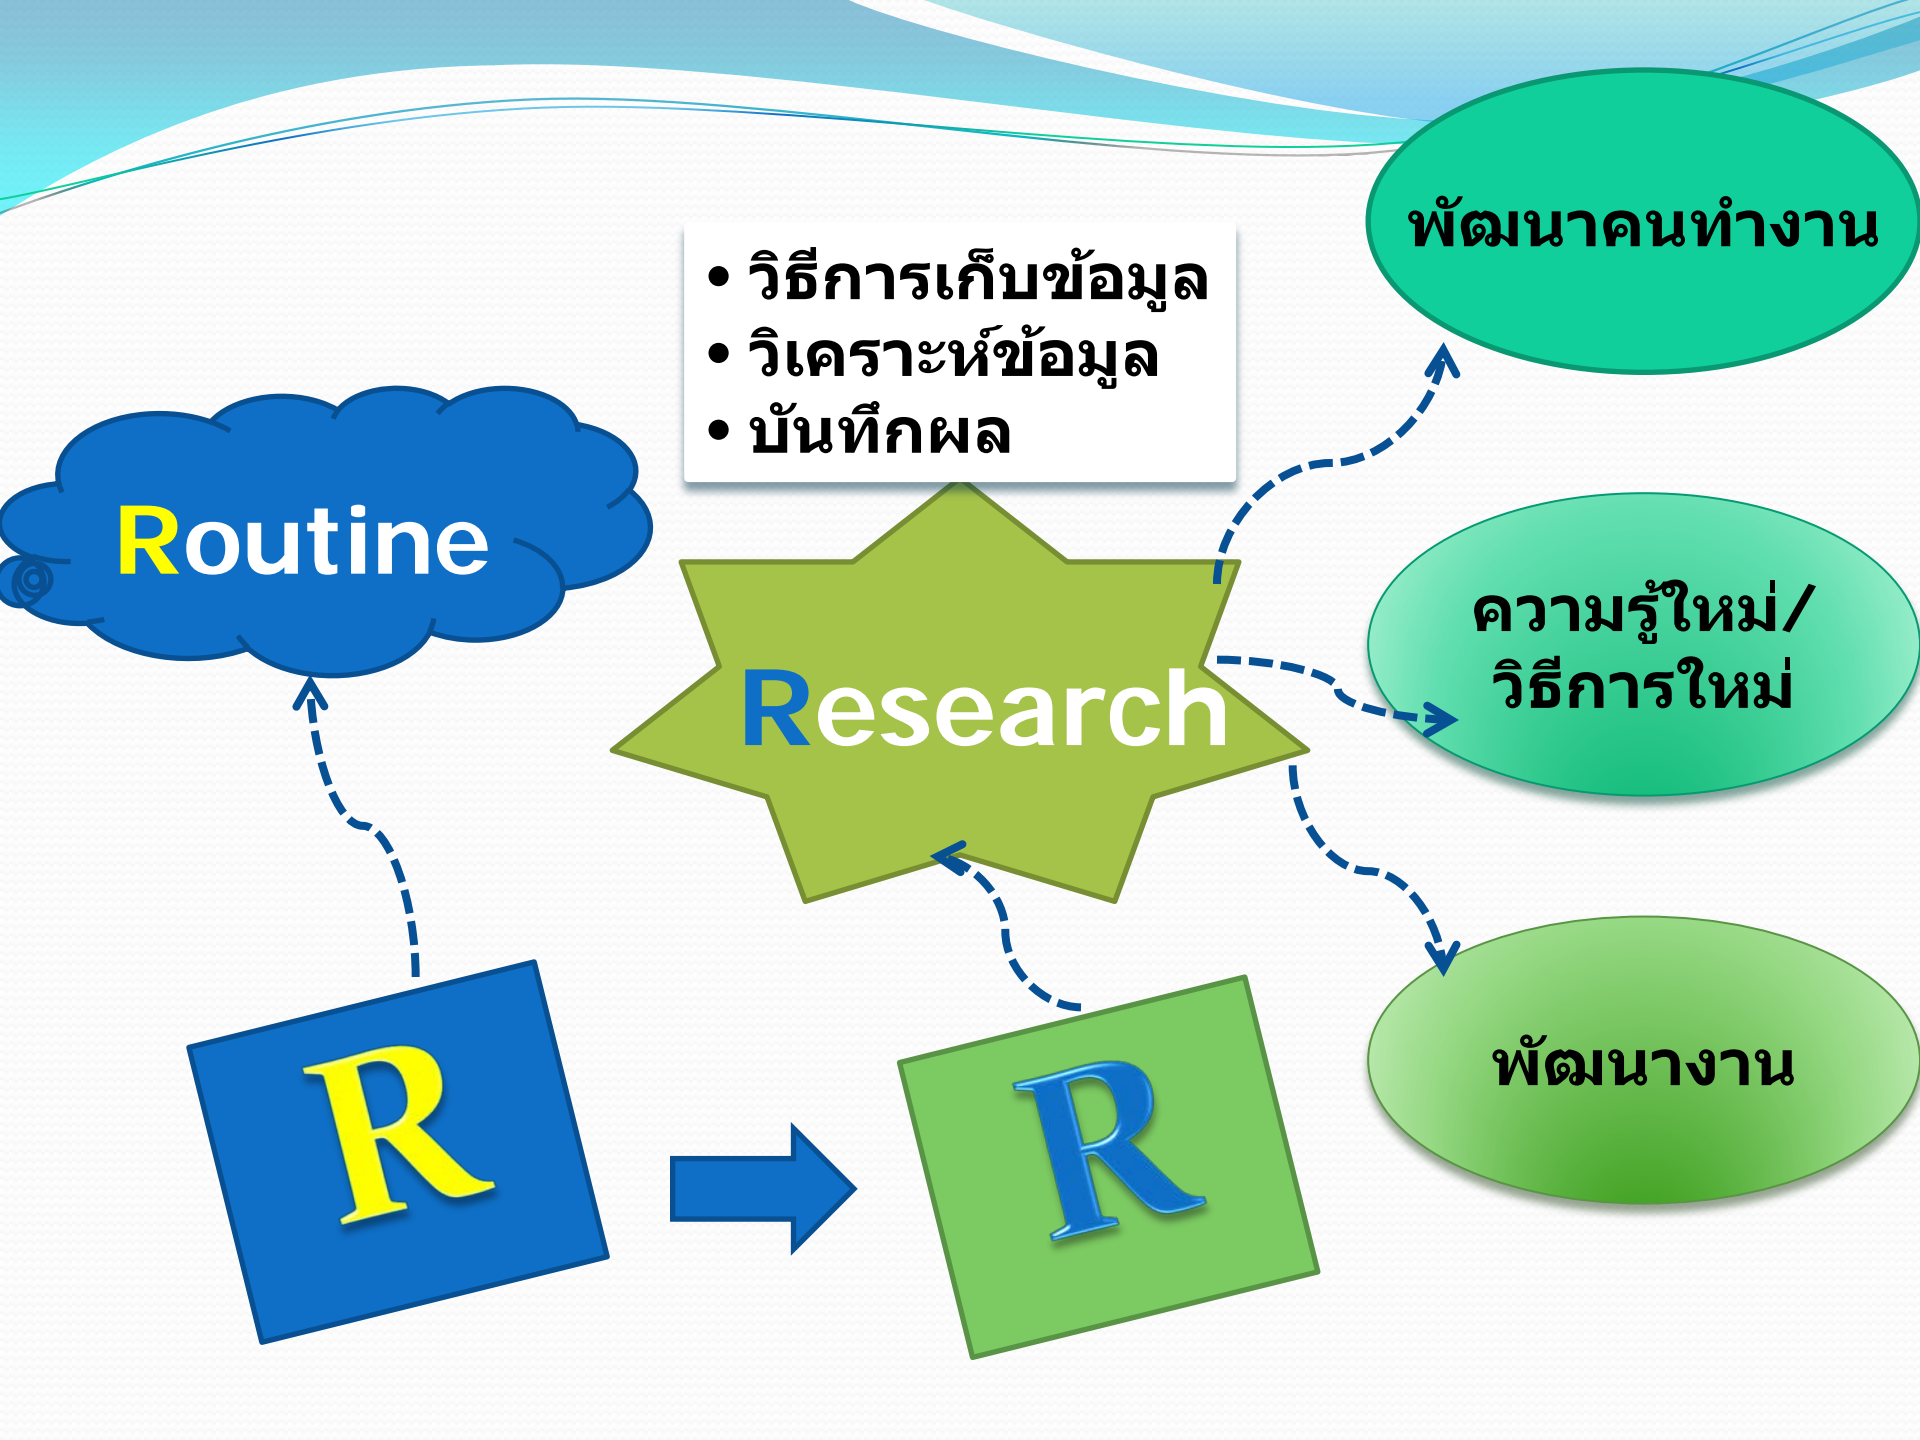 พัฒนาคนทำงาน
• วิธีการเก็บข้อมูล
• วิเคราะห์ข้อมูล
• บันทึกผล
Routine
ความรู้ใหม่/
วิธีการใหม่
Research
พัฒนางาน
R
R